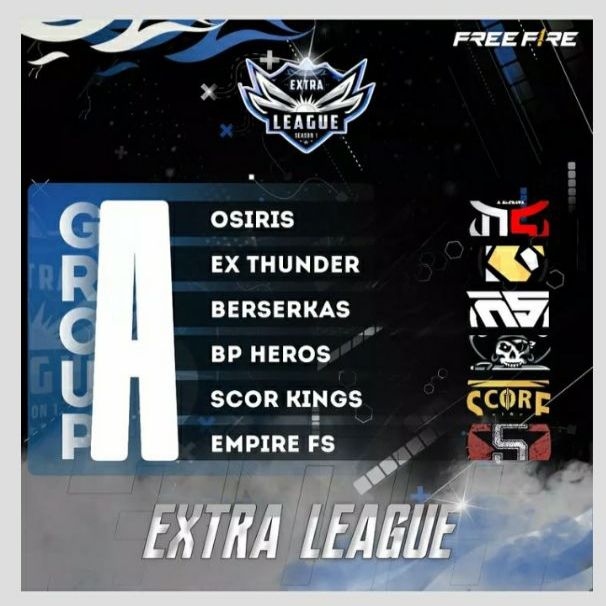 FREE FIRE
EXTRA
LEAGUE
SEASON 1
GROUP
A
OSIRIS
EX THUNDER
BERSERKAS
BP HEROS
SCOR KINGS
EMPIRE FS
SCORE
S
EXTRA LEAGUE